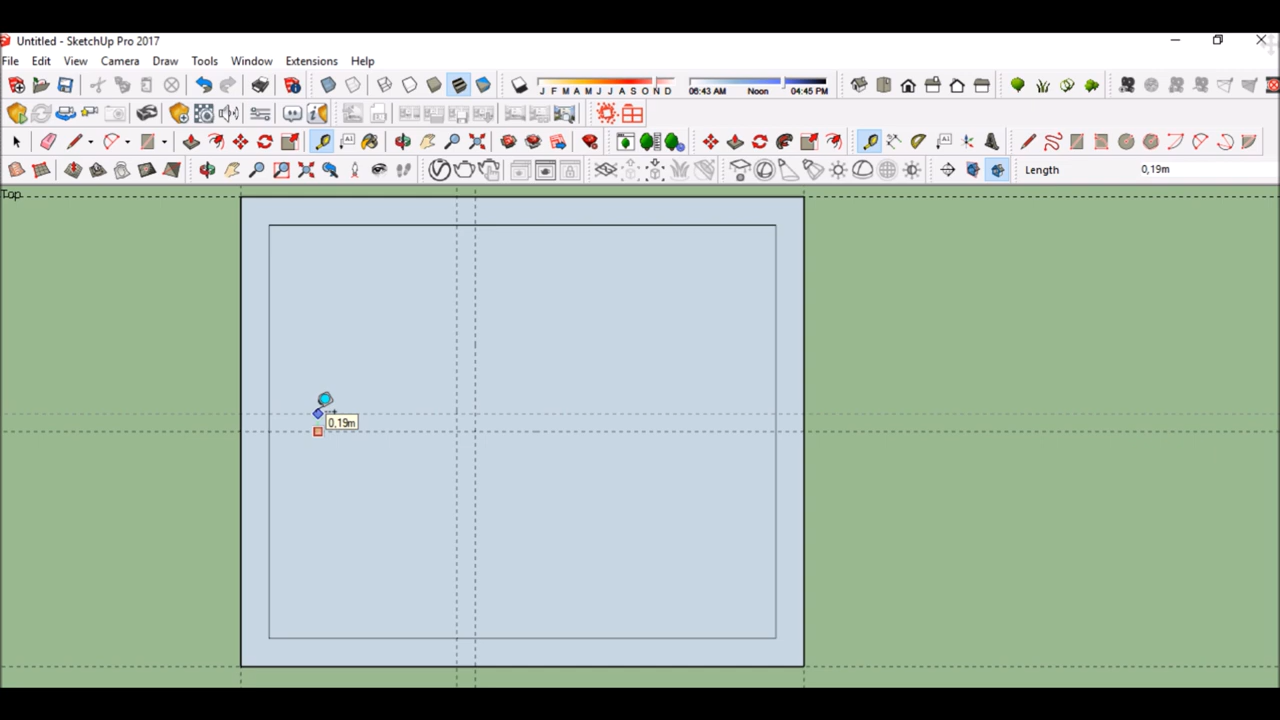 Untitled - SketchUp Pro 2017
File Edit View Camera Draw Tools Window Extensions Help
J F M A M J J A S O N D 06:43 AM Noon 04:45 PM
Length 0,19m
Top
0,19m